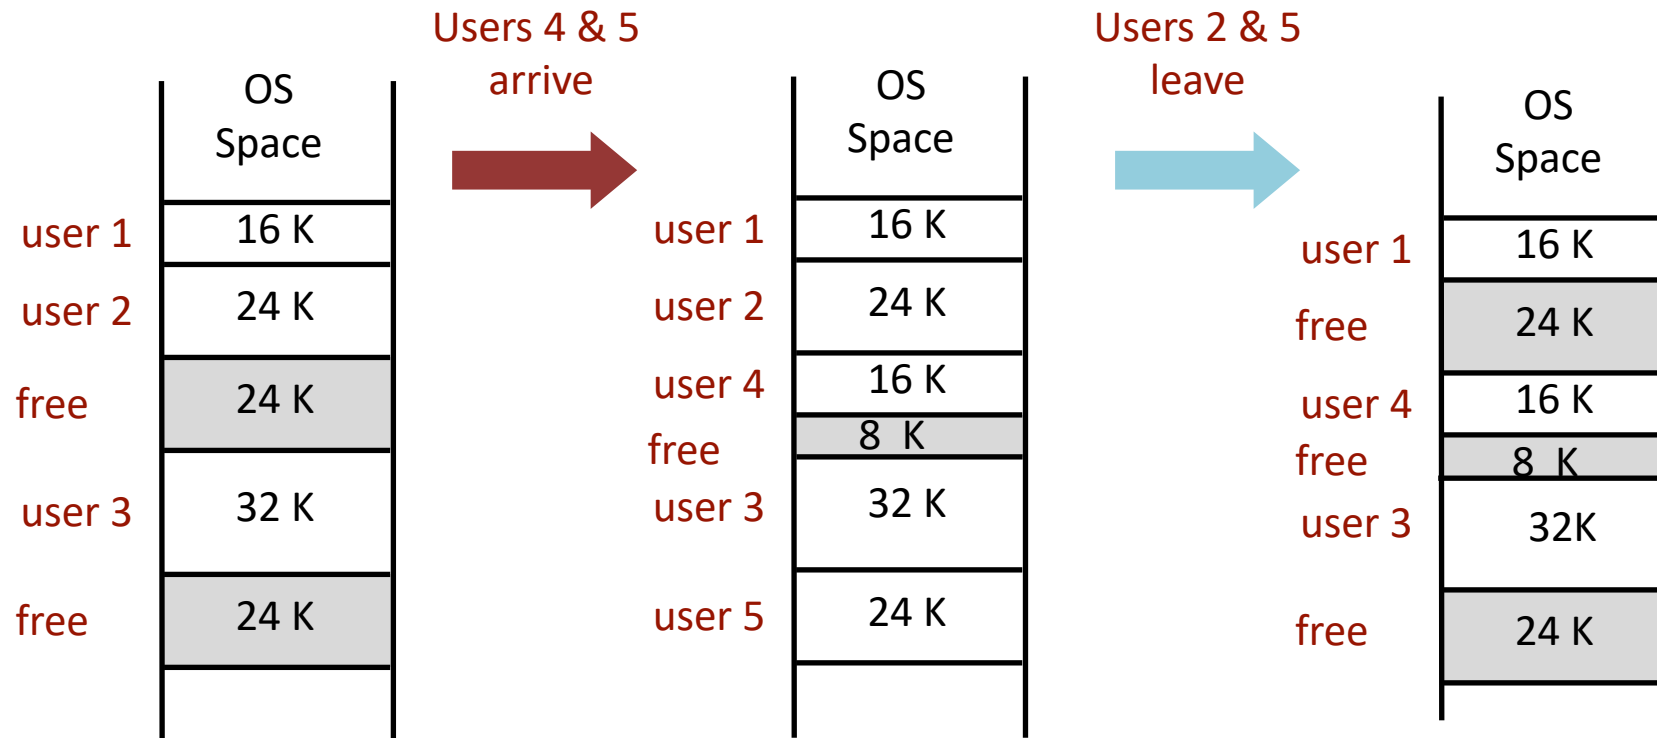 Users 4 & 5
arrive
Users 2 & 5
leave
OS
Space
user 1
16 K
user 2
24 K
free
24 K
user 3
32 K
free
24 K
OS
Space
user 1
16 K
user 2
24 K
user 4
16 K
free
8 K
user 3
32 K
user 5
24 K
OS
Space
user 1
16 K
free
24 K
user 4
16 K
free
8 K
user 3
32K
free
24 K